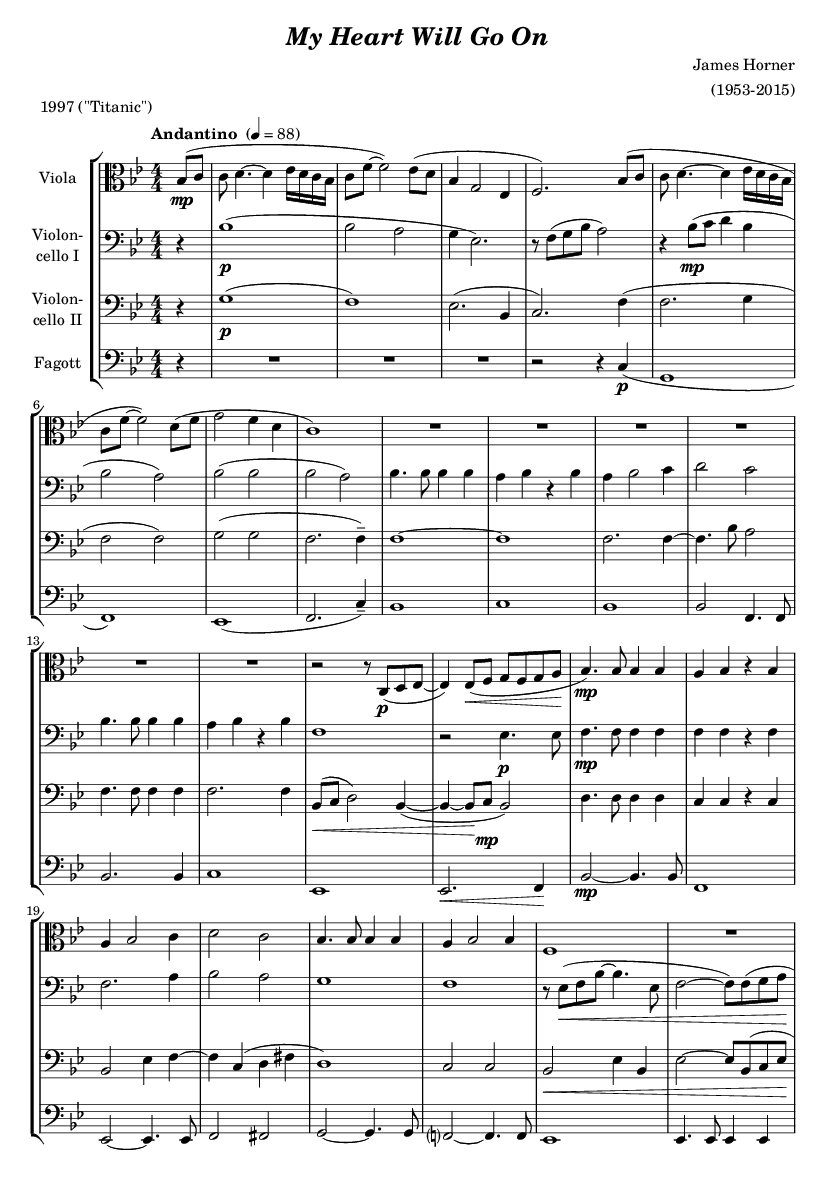 My Heart Will Go On
James Horner
(1953-2015)
1997 ("Titanic")
Andantino (♩ = 88)
Viola
mp
Violon-
cello I
p
mp
Violon-
cello II
p
Fagott
p
6
13
p
mp
p
mp
mp
mp
19